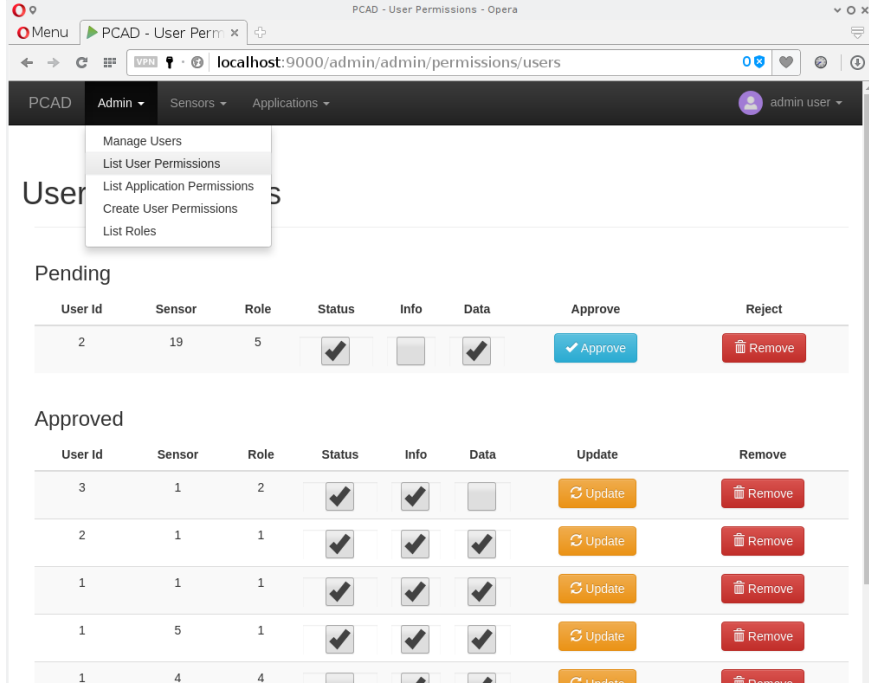 PCAD - User Permissions - Opera
Menu PCAD - User Perm
VPN localhost:9000/admin/admin/permissions/users 0
PCAD Admin Sensors Applications admin user
Manage Users
List User Permissions
List Application Permissions
Create User Permissions
List Roles
User s
Pending
User Id Sensor Role Status Info Data Approve Reject
2 19 5 Approve Remove
Approved
User Id Sensor Role Status Info Data Update Remove
3 1 2 Update Remove
2 1 1 Update Remove
1 1 1 Update Remove
1 5 1 Update Remove
1 4 4 Update Remove